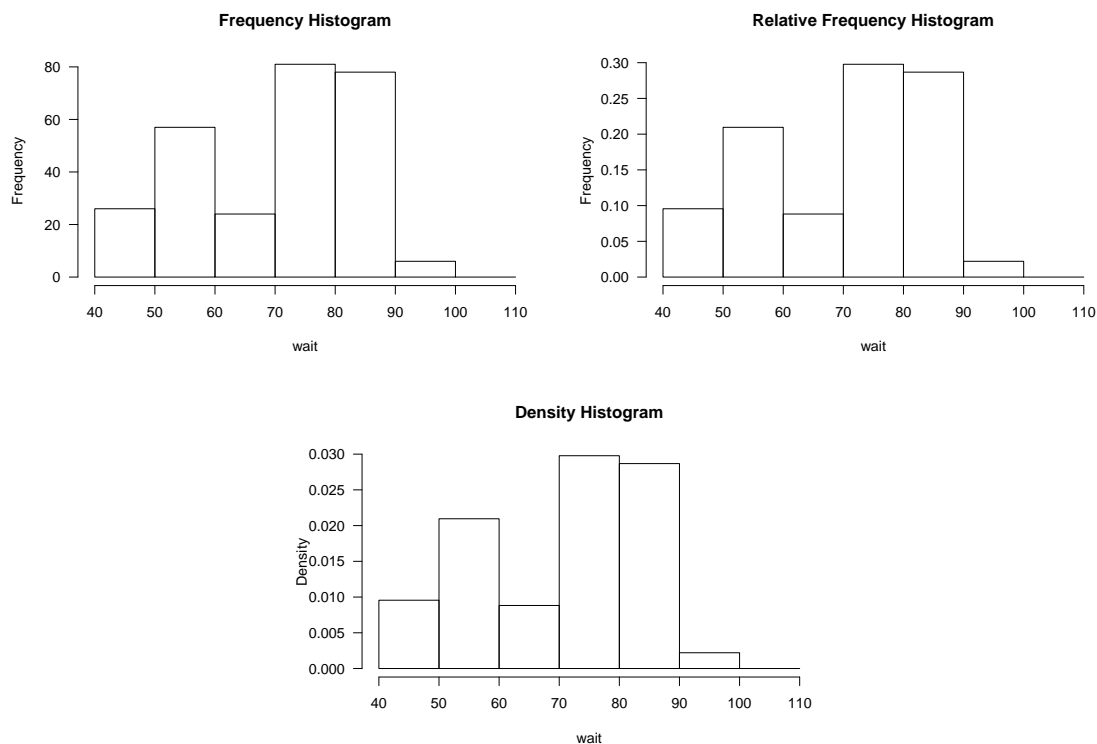 Frequency Histogram
Frequency
80
60
40
20
0
40 50 60 70 80 90 100 110
wait
Relative Frequency Histogram
Frequency
0.30
0.25
0.20
0.15
0.10
0.05
0.00
40 50 60 70 80 90 100 110
wait
Density Histogram
Density
0.030
0.025
0.020
0.015
0.010
0.005
0.000
40 50 60 70 80 90 100 110
wait